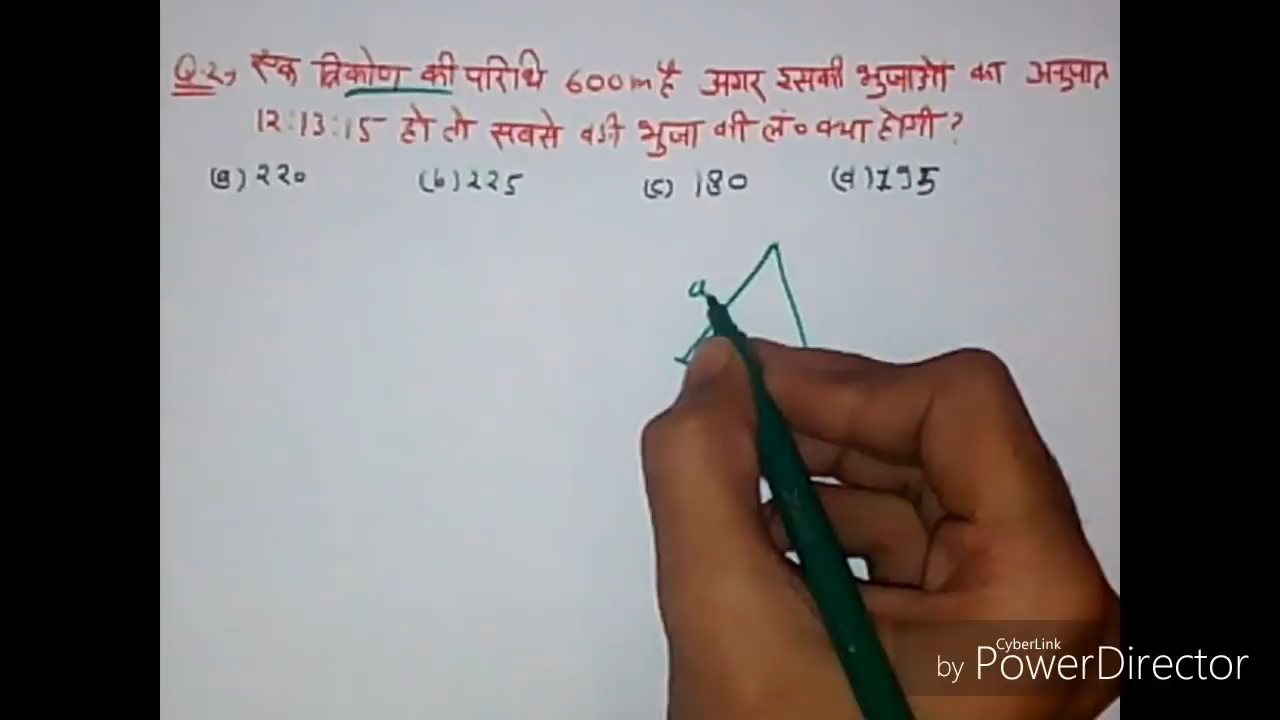 Q.2, एक त्रिकोण की परिधि 600m है अगर इसकी भुजाओ का अनुपात
12:13:15 हो तो सबसे बडी भुजा की लं० क्या होगी?
(a) 220 (b) 225 (c) 180 (d) 195
a
CyberLink
by PowerDirector